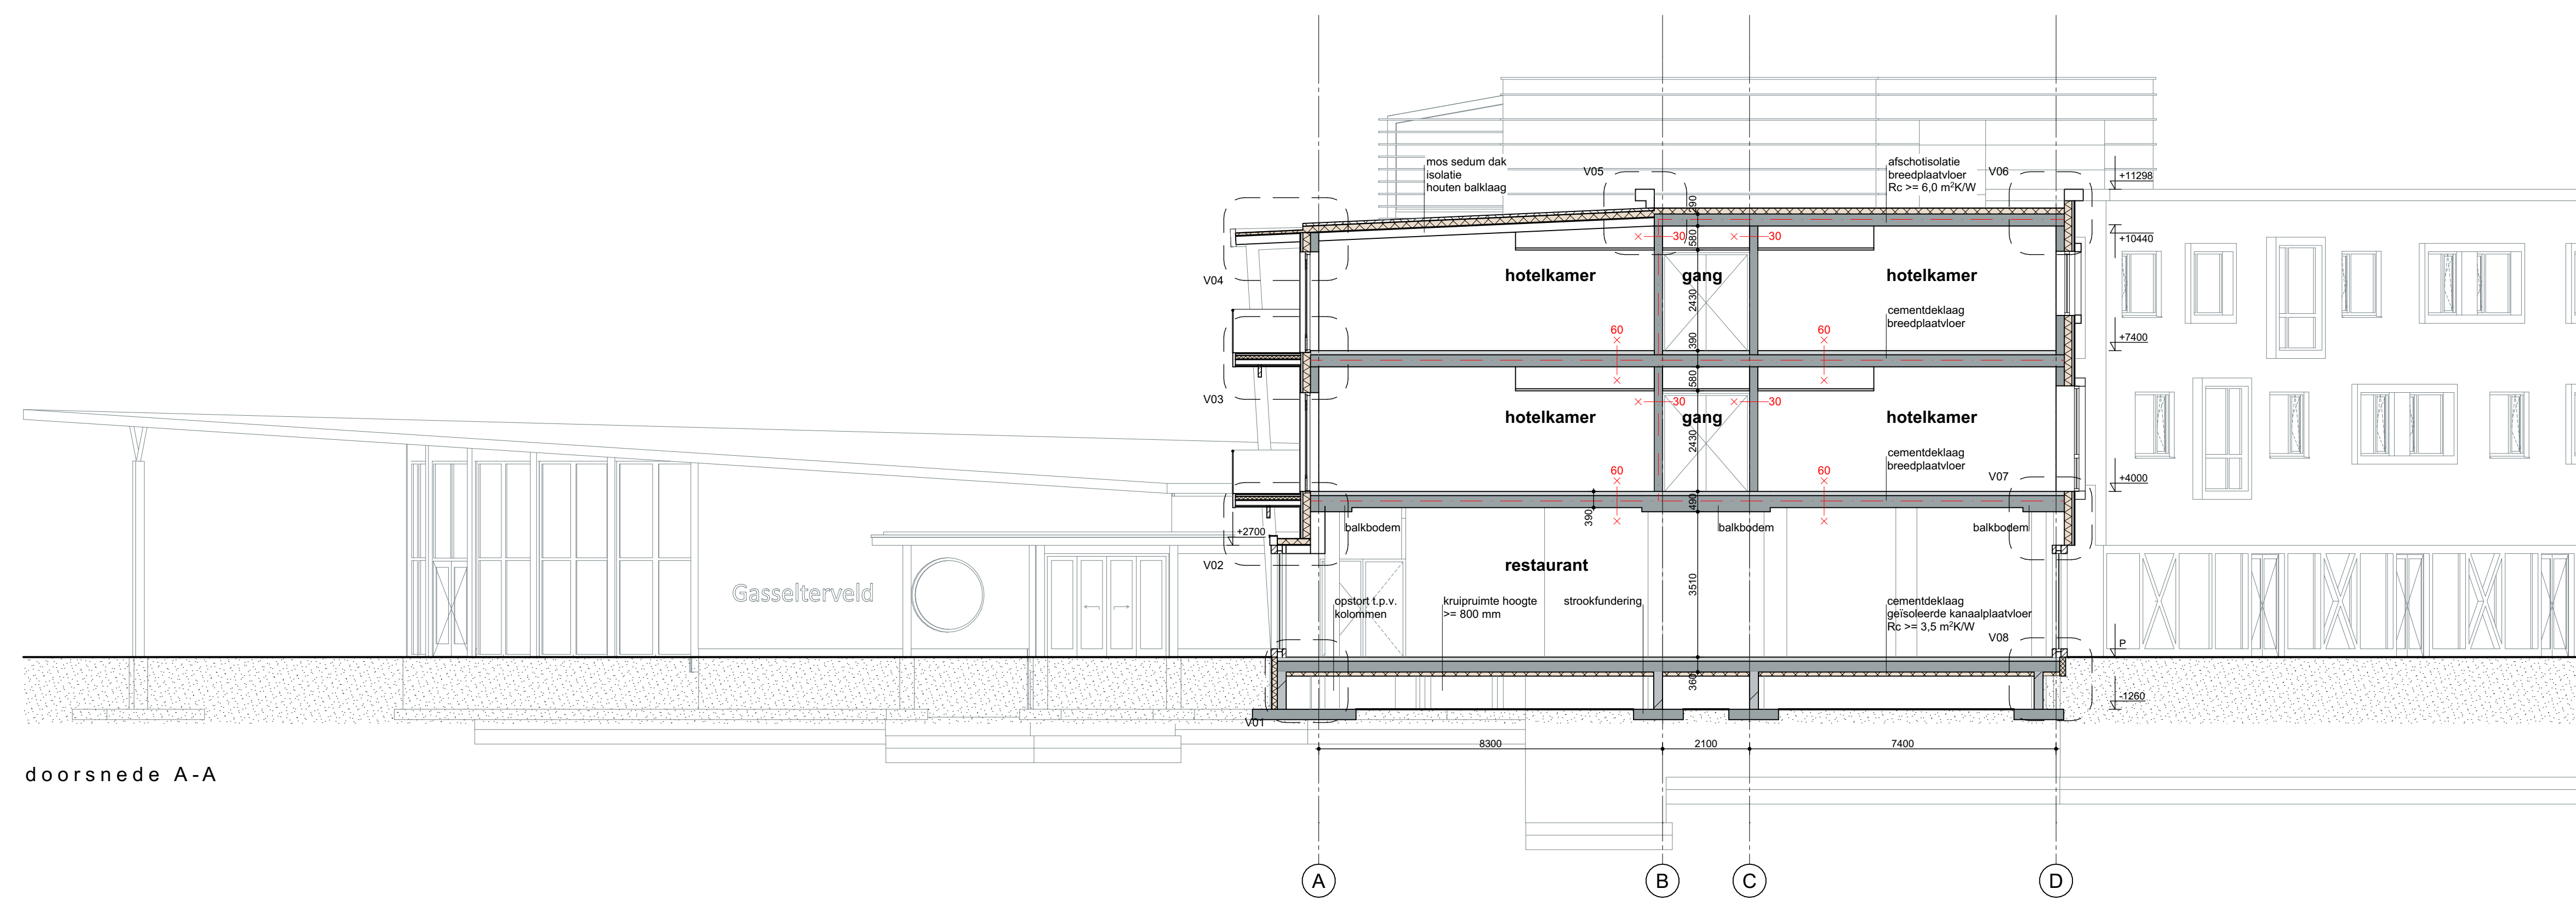 mos sedum dak
isolatie
houten balklaag
V05
afschotisolatie
breedplaatvloer
Rc >= 6,0 m²K/W
V06
+11298
290
580
30
30
+10440
V04
hotelkamer
gang
hotelkamer
2430
cementdeklaag
breedplaatvloer
60
60
390
+7400
V03
580
30
30
hotelkamer
gang
hotelkamer
2430
cementdeklaag
breedplaatvloer
60
60
V07
+4000
490
390
+2700
balkbodem
balkbodem
balkbodem
V02
restaurant
Gasselterveld
3510
opstort t.p.v.
kolommen
kruipruimte hoogte
>= 800 mm
strookfundering
cementdeklaag
geïsoleerde kanaalplaatvloer
Rc >= 3,5 m²K/W
V08
P
360
-1260
V01
8300
2100
7400
doorsnede A-A
A
B
C
D